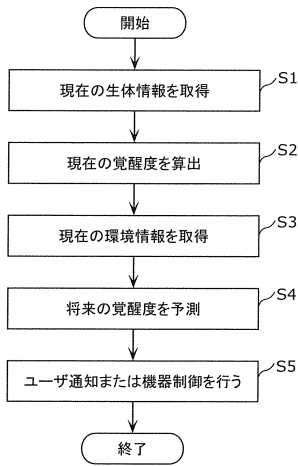 開始
S1
現在の生体情報を取得
S2
現在の覚醒度を算出
S3
現在の環境情報を取得
S4
将来の覚醒度を予測
S5
ユーザ通知または機器制御を行う
終了